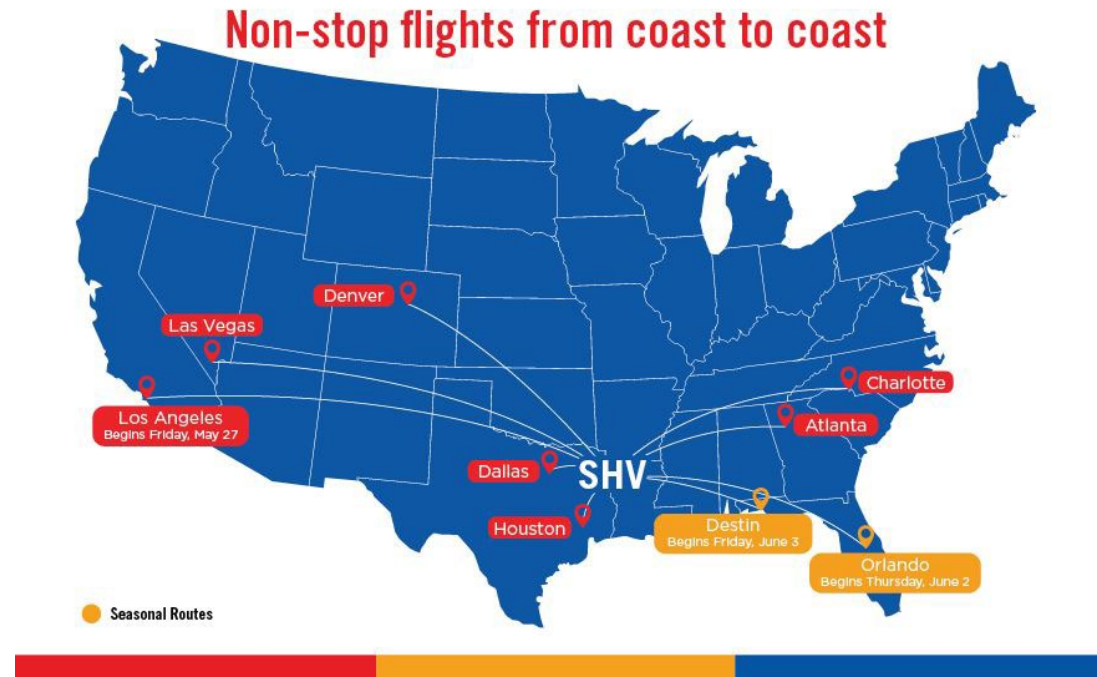 Non-stop flights from coast to coast
Denver
Las Vegas
Los Angeles
Begins Friday, May 27
Charlotte
Atlanta
Dallas
SHV
Houston
Destin
Begins Friday, June 3
Orlando
Begins Thursday, June 2
Seasonal Routes